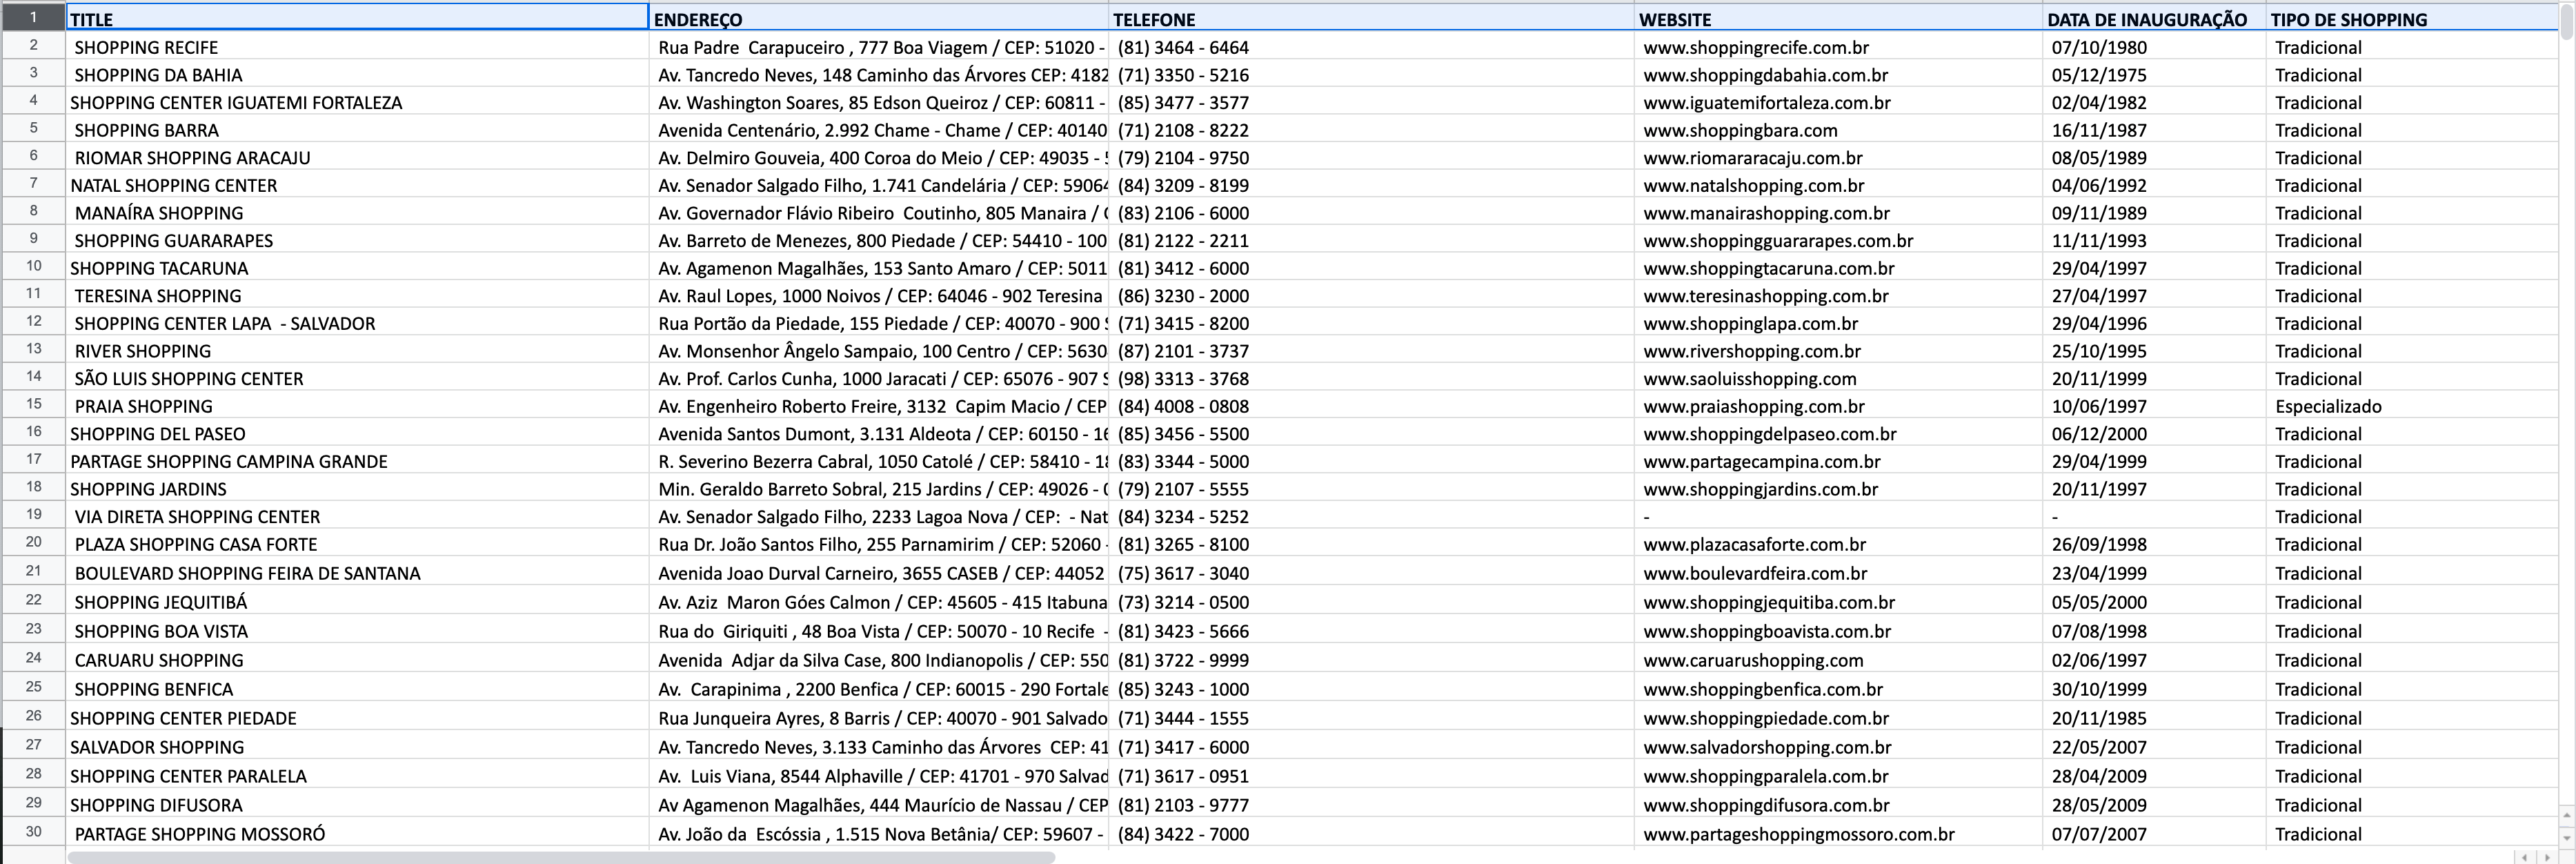 1 TITLE ENDEREÇO TELEFONE WEBSITE DATA DE INAUGURAÇÃO TIPO DE SHOPPING
2 SHOPPING RECIFE Rua Padre Carapuceiro , 777 Boa Viagem / CEP: 51020 - (81) 3464 - 6464 www.shoppingrecife.com.br 07/10/1980 Tradicional
3 SHOPPING DA BAHIA Av. Tancredo Neves, 148 Caminho das Árvores CEP: 4182 (71) 3350 - 5216 www.shoppingdabahia.com.br 05/12/1975 Tradicional
4 SHOPPING CENTER IGUATEMI FORTALEZA Av. Washington Soares, 85 Edson Queiroz / CEP: 60811 - (85) 3477 - 3577 www.iguatemifortaleza.com.br 02/04/1982 Tradicional
5 SHOPPING BARRA Avenida Centenário, 2.992 Chame - Chame / CEP: 40140 (71) 2108 - 8222 www.shoppingbara.com 16/11/1987 Tradicional
6 RIOMAR SHOPPING ARACAJU Av. Delmiro Gouveia, 400 Coroa do Meio / CEP: 49035 - (79) 2104 - 9750 www.riomararacaju.com.br 08/05/1989 Tradicional
7 NATAL SHOPPING CENTER Av. Senador Salgado Filho, 1.741 Candelária / CEP: 59064 (84) 3209 - 8199 www.natalshopping.com.br 04/06/1992 Tradicional
8 MANAÍRA SHOPPING Av. Governador Flávio Ribeiro Coutinho, 805 Manaira / (83) 2106 - 6000 www.manairashopping.com.br 09/11/1989 Tradicional
9 SHOPPING GUARARAPES Av. Barreto de Menezes, 800 Piedade / CEP: 54410 - 100 (81) 2122 - 2211 www.shoppingguararapes.com.br 11/11/1993 Tradicional
10 SHOPPING TACARUNA Av. Agamenon Magalhães, 153 Santo Amaro / CEP: 5011 (81) 3412 - 6000 www.shoppingtacaruna.com.br 29/04/1997 Tradicional
11 TERESINA SHOPPING Av. Raul Lopes, 1000 Noivos / CEP: 64046 - 902 Teresina (86) 3230 - 2000 www.teresinashopping.com.br 27/04/1997 Tradicional
12 SHOPPING CENTER LAPA - SALVADOR Rua Portão da Piedade, 155 Piedade / CEP: 40070 - 900 (71) 3415 - 8200 www.shoppinglapa.com.br 29/04/1996 Tradicional
13 RIVER SHOPPING Av. Monsenhor Ângelo Sampaio, 100 Centro / CEP: 5630 (87) 2101 - 3737 www.rivershopping.com.br 25/10/1995 Tradicional
14 SÃO LUIS SHOPPING CENTER Av. Prof. Carlos Cunha, 1000 Jaracati / CEP: 65076 - 907 (98) 3313 - 3768 www.saoluisshopping.com 20/11/1999 Tradicional
15 PRAIA SHOPPING Av. Engenheiro Roberto Freire, 3132 Capim Macio / CEP (84) 4008 - 0808 www.praiashopping.com.br 10/06/1997 Especializado
16 SHOPPING DEL PASEO Avenida Santos Dumont, 3.131 Aldeota / CEP: 60150 - 16 (85) 3456 - 5500 www.shoppingdelpaseo.com.br 06/12/2000 Tradicional
17 PARTAGE SHOPPING CAMPINA GRANDE R. Severino Bezerra Cabral, 1050 Catolé / CEP: 58410 - 18 (83) 3344 - 5000 www.partagecampina.com.br 29/04/1999 Tradicional
18 SHOPPING JARDINS Min. Geraldo Barreto Sobral, 215 Jardins / CEP: 49026 - (79) 2107 - 5555 www.shoppingjardins.com.br 20/11/1997 Tradicional
19 VIA DIRETA SHOPPING CENTER Av. Senador Salgado Filho, 2233 Lagoa Nova / CEP: - Nat (84) 3234 - 5252 - - Tradicional
20 PLAZA SHOPPING CASA FORTE Rua Dr. João Santos Filho, 255 Parnamirim / CEP: 52060 - (81) 3265 - 8100 www.plazacasaforte.com.br 26/09/1998 Tradicional
21 BOULEVARD SHOPPING FEIRA DE SANTANA Avenida Joao Durval Carneiro, 3655 CASEB / CEP: 44052 (75) 3617 - 3040 www.boulevardfeira.com.br 23/04/1999 Tradicional
22 SHOPPING JEQUITIBÁ Av. Aziz Maron Góes Calmon / CEP: 45605 - 415 Itabuna (73) 3214 - 0500 www.shoppingjequitiba.com.br 05/05/2000 Tradicional
23 SHOPPING BOA VISTA Rua do Giriquiti , 48 Boa Vista / CEP: 50070 - 10 Recife - (81) 3423 - 5666 www.shoppingboavista.com.br 07/08/1998 Tradicional
24 CARUARU SHOPPING Avenida Adjar da Silva Case, 800 Indianopolis / CEP: 550 (81) 3722 - 9999 www.caruarushopping.com 02/06/1997 Tradicional
25 SHOPPING BENFICA Av. Carapinima , 2200 Benfica / CEP: 60015 - 290 Fortale (85) 3243 - 1000 www.shoppingbenfica.com.br 30/10/1999 Tradicional
26 SHOPPING CENTER PIEDADE Rua Junqueira Ayres, 8 Barris / CEP: 40070 - 901 Salvado (71) 3444 - 1555 www.shoppingpiedade.com.br 20/11/1985 Tradicional
27 SALVADOR SHOPPING Av. Tancredo Neves, 3.133 Caminho das Árvores CEP: 41 (71) 3417 - 6000 www.salvadorshopping.com.br 22/05/2007 Tradicional
28 SHOPPING CENTER PARALELA Av. Luis Viana, 8544 Alphaville / CEP: 41701 - 970 Salvad (71) 3617 - 0951 www.shoppingparalela.com.br 28/04/2009 Tradicional
29 SHOPPING DIFUSORA Av Agamenon Magalhães, 444 Maurício de Nassau / CEP (81) 2103 - 9777 www.shoppingdifusora.com.br 28/05/2009 Tradicional
30 PARTAGE SHOPPING MOSSORÓ Av. João da Escóssia , 1.515 Nova Betânia/ CEP: 59607 - (84) 3422 - 7000 www.partageshoppingmossoro.com.br 07/07/2007 Tradicional